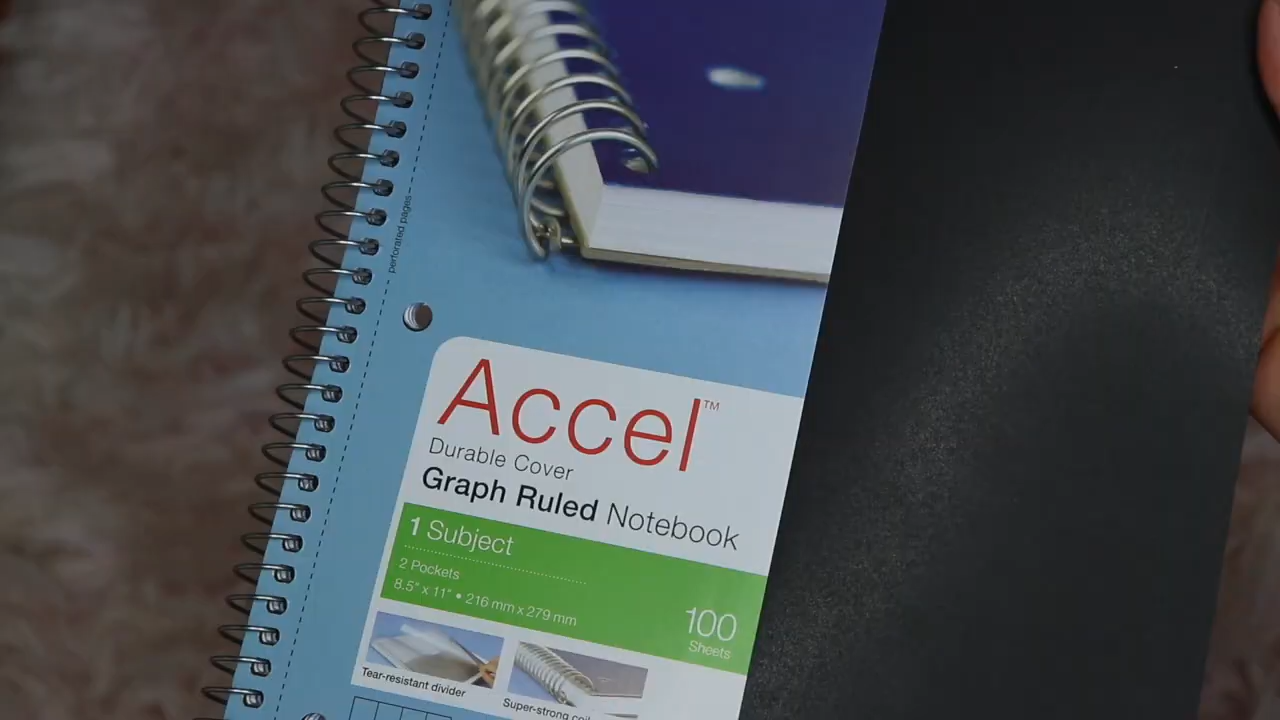 perforated pages
Accel™
Durable Cover
Graph Ruled Notebook
1 Subject
2 Pockets
8.5" x 11" • 216 mm x 279 mm
100
Sheets
Tear-resistant divider
Super-strong